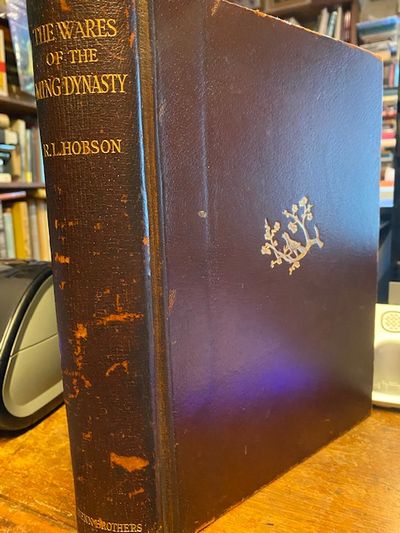 THE WARES
OF THE
MING DYNASTY
R.L.HOBSON
BROTHERS